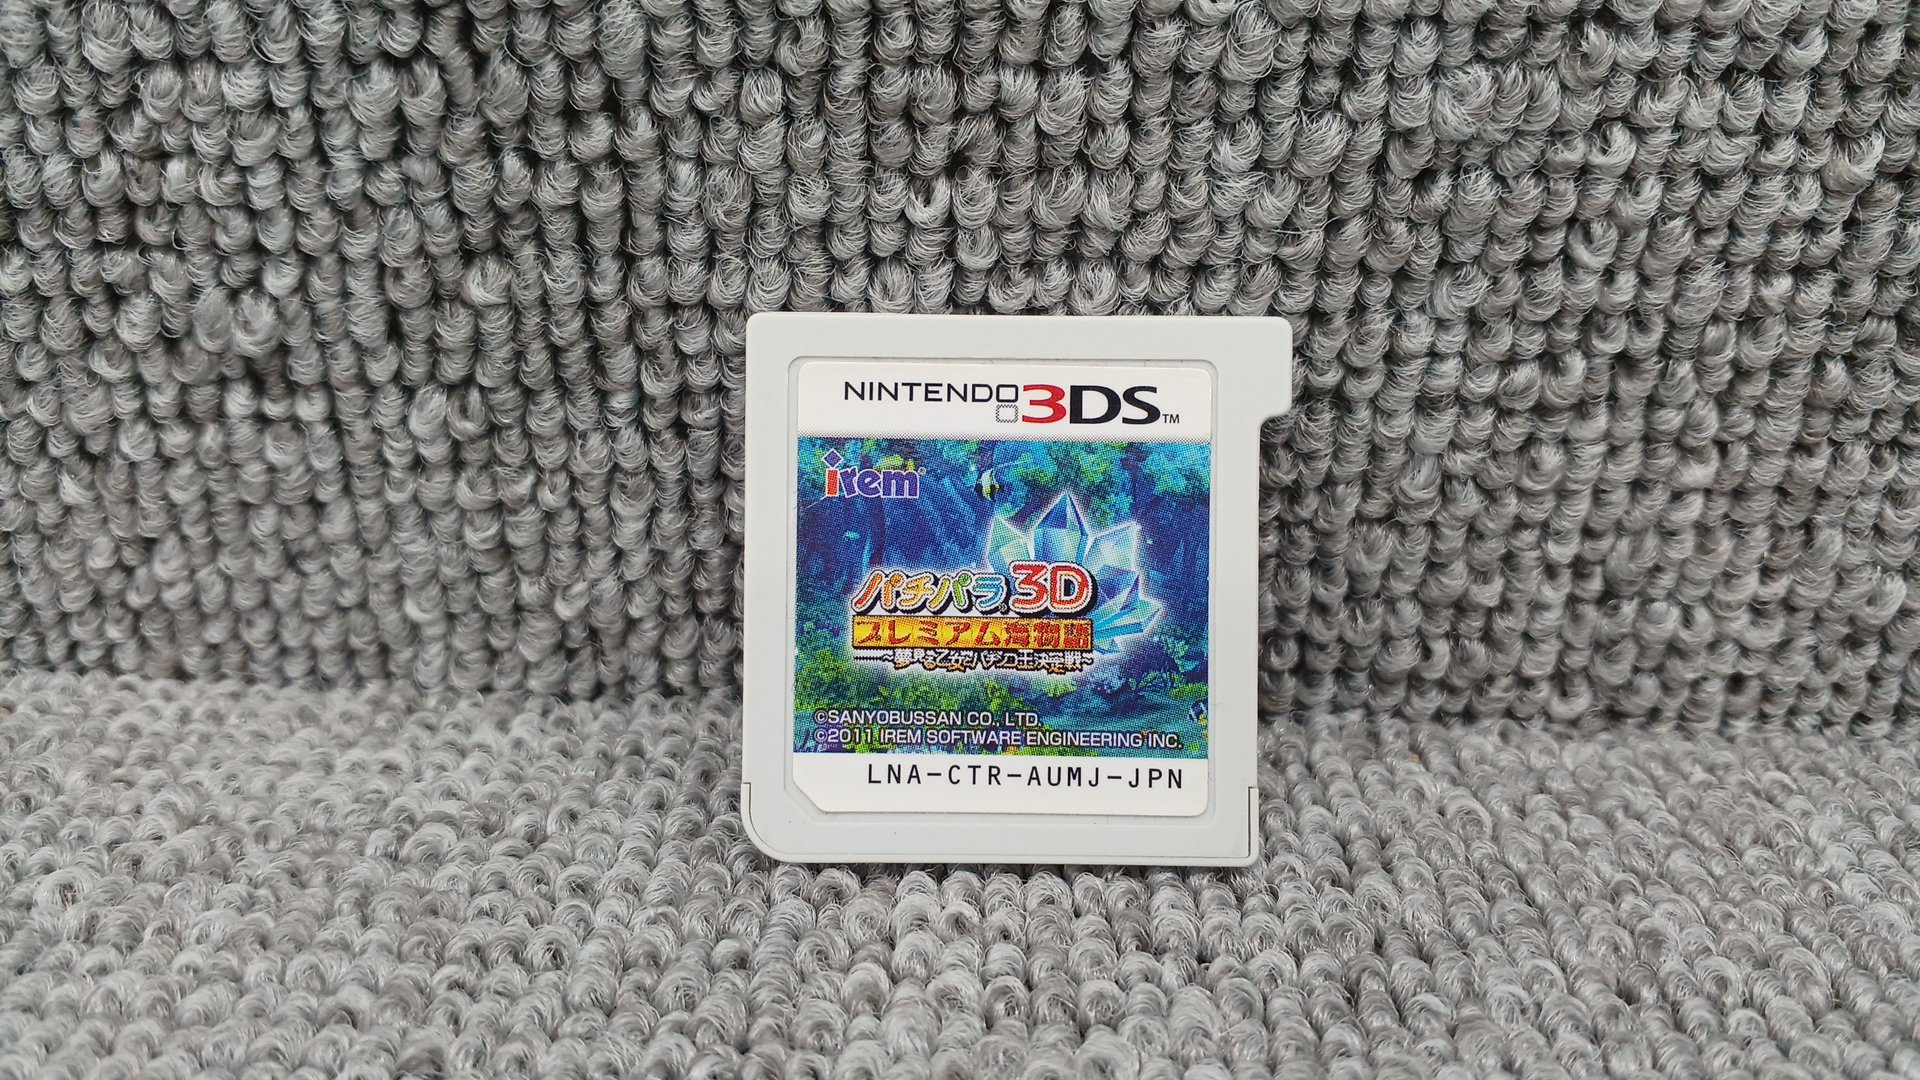 NINTENDO3DS™
irem®
パチパラ3D
プレミアム海物語
～夢見る乙女とパチンコ王決定戦～
©SANYOBUSSAN CO., LTD.
©2011 IREM SOFTWARE ENGINEERING INC.
LNA-CTR-AUMJ-JPN